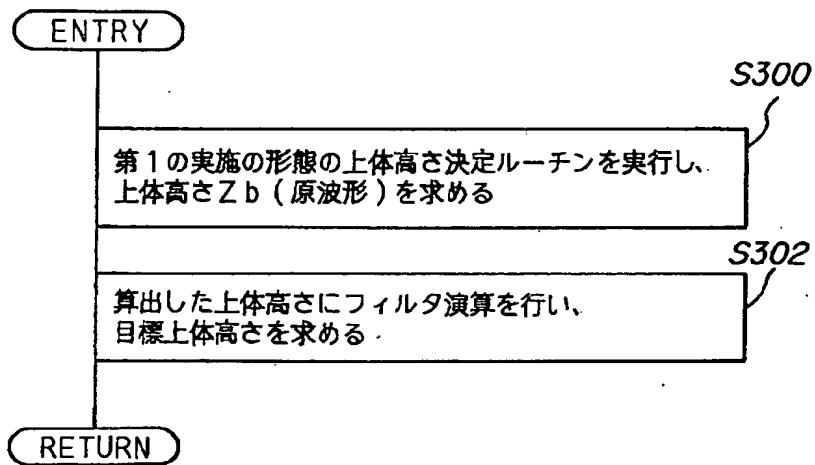 ENTRY
S300
第1の実施の形態の上体高さ決定ルーチンを実行し、
上体高さZb(原波形)を求める
S302
算出した上体高さにフィルタ演算を行い、
目標上体高さを求める
RETURN